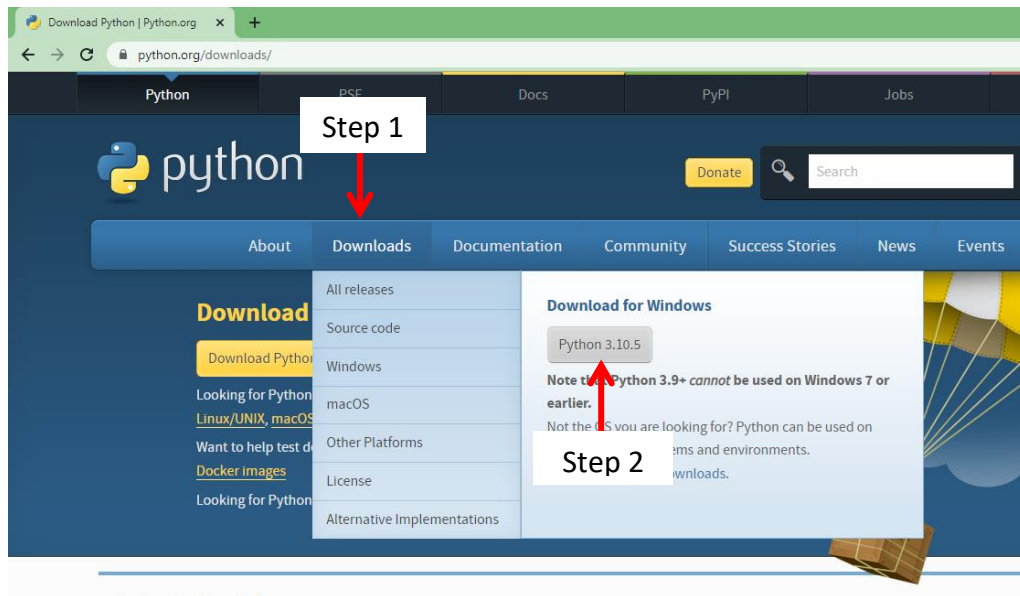 Download Python | Python.org
python.org/downloads/
Python
PSF
Docs
PyPI
Jobs
Step 1
python
Donate
Search
About
Downloads
Documentation
Community
Success Stories
News
Events
All releases
Source code
Windows
macOS
Other Platforms
License
Alternative Implementations
Download for Windows
Python 3.10.5
Note that Python 3.9+ cannot be used on Windows 7 or
earlier.
Not the OS you are looking for? Python can be used on
and environments.
Step 2
Download
Download Python
Looking for Python
Linux/UNIX, macOS
Want to help test
Docker images
Looking for Python